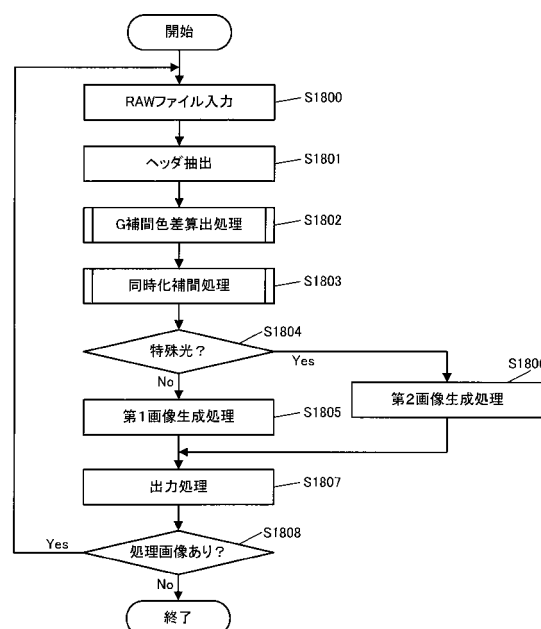 開始
RAWファイル入力
S1800
ヘッダ抽出
S1801
G補間色差算出処理
S1802
同時化補間処理
S1803
特殊光?
S1804
Yes
No
第1画像生成処理
S1805
第2画像生成処理
S1806
出力処理
S1807
処理画像あり?
S1808
Yes
No
終了